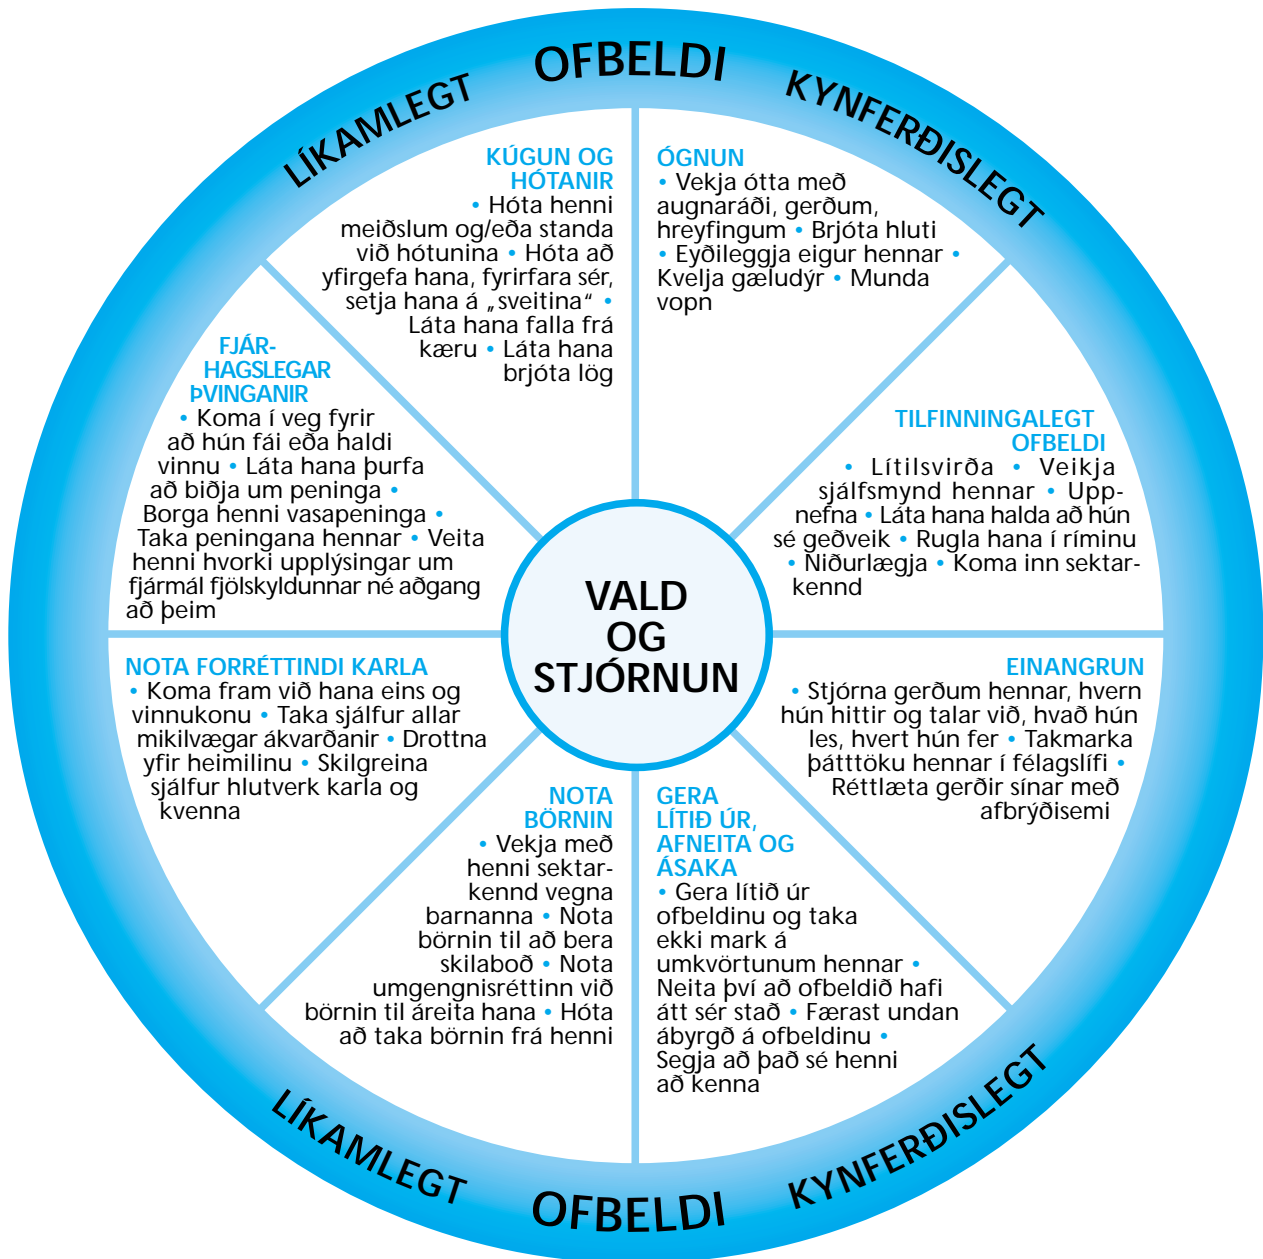 LÍKAMLEGT OFBELDI KYNFERÐISLEGT
KÚGUN OG
HÓTANIR
• Hóta henni
meiðslum og/eða standa
við hótunina • Hóta að
yfirgefa hana, fyrirfara sér,
setja hana á „sveitina“ •
Láta hana falla frá
kæru • Láta hana
brjóta lög
ÓGNUN
• Vekja ótta með
augnaráði, gerðum,
hreyfingum • Brjóta hluti
• Eyðileggja eigur hennar •
Kvelja gæludýr • Munda
vopn
FJÁR-
HAGSLEGAR
ÞVINGANIR
• Koma í veg fyrir
að hún fái eða haldi
vinnu • Láta hana þurfa
að biðja um peninga •
Borga henni vasapeninga •
Taka peningana hennar • Veita
henni hvorki upplýsingar um
fjármál fjölskyldunnar né aðgang
að þeim
TILFINNINGALEGT
OFBELDI
• Lítilsvirða • Veikja
sjálfsmynd hennar • Upp-
nefna • Láta hana halda að hún
sé geðveik • Rugla hana í ríminu
• Niðurlægja • Koma inn sektar-
kennd
VALD
OG
STJÓRNUN
NOTA FORRÉTTINDI KARLA
• Koma fram við hana eins og
vinnukonu • Taka sjálfur allar
mikilvægar ákvarðanir • Drottna
yfir heimilinu • Skilgreina
sjálfur hlutverk karla og
kvenna
EINANGRUN
• Stjórna gerðum hennar, hvern
hún hittir og talar við, hvað hún
les, hvert hún fer • Takmarka
þátttöku hennar í félagslífi •
Réttlæta gerðir sínar með
afbrýðisemi
NOTA
BÖRNIN
• Vekja með
henni sektar-
kennd vegna
barnanna • Nota
börnin til að bera
skilaboð • Nota
umgengnisréttinn við
börnin til áreita hana • Hóta
að taka börnin frá henni
GERA
LÍTIÐ ÚR,
AFNEITA OG
ÁSAKA
• Gera lítið úr
ofbeldinu og taka
ekki mark á
umkvörtunum hennar •
Neita því að ofbeldið hafi
átt sér stað • Færast undan
ábyrgð á ofbeldinu •
Segja að það sé henni
að kenna
LÍKAMLEGT OFBELDI KYNFERÐISLEGT